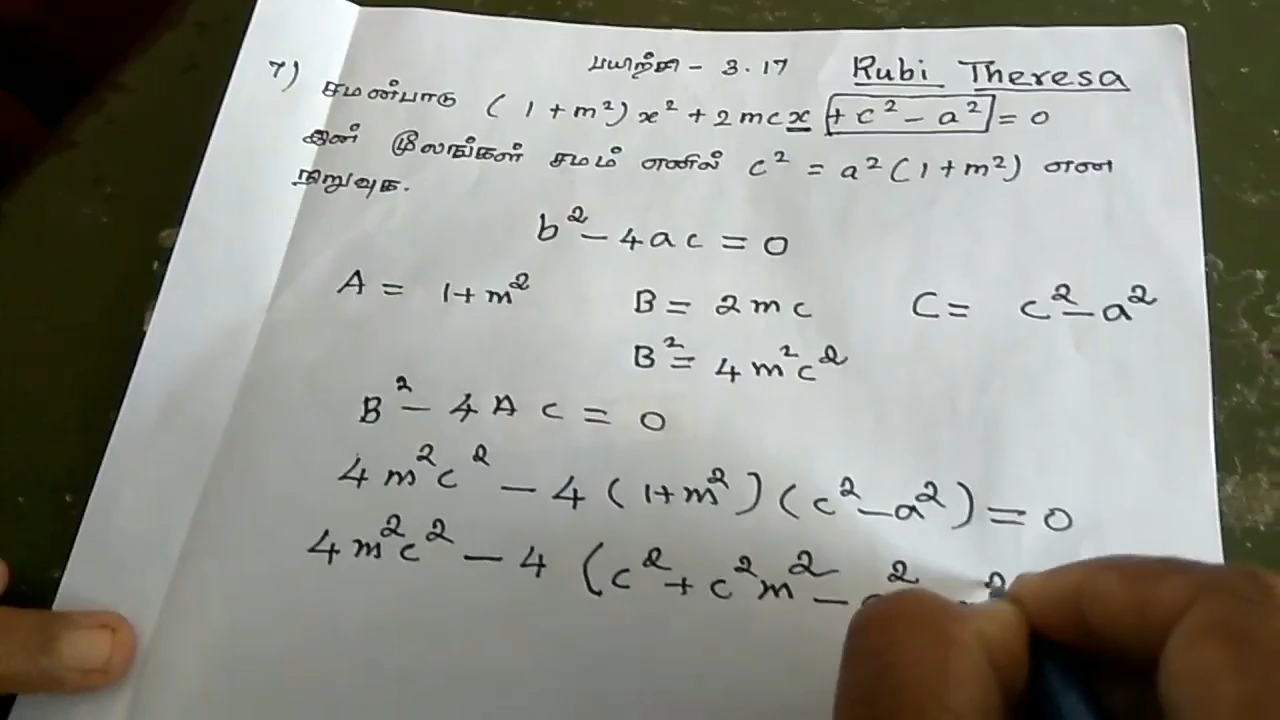 பயிற்சி - 3.17 Rubi Theresa
7) சமன்பாடு (1+m²)x² + 2mcx + c² - a² = 0
இன் மூலங்கள் சமம் எனில் c² = a²(1+m²) என
நிறுவுக.
b² - 4ac = 0
A = 1+m² B = 2mc C = c² - a²
B² = 4m²c²
B² - 4AC = 0
4m²c² - 4(1+m²)(c² - a²) = 0
4m²c² - 4(c² + c²m² -